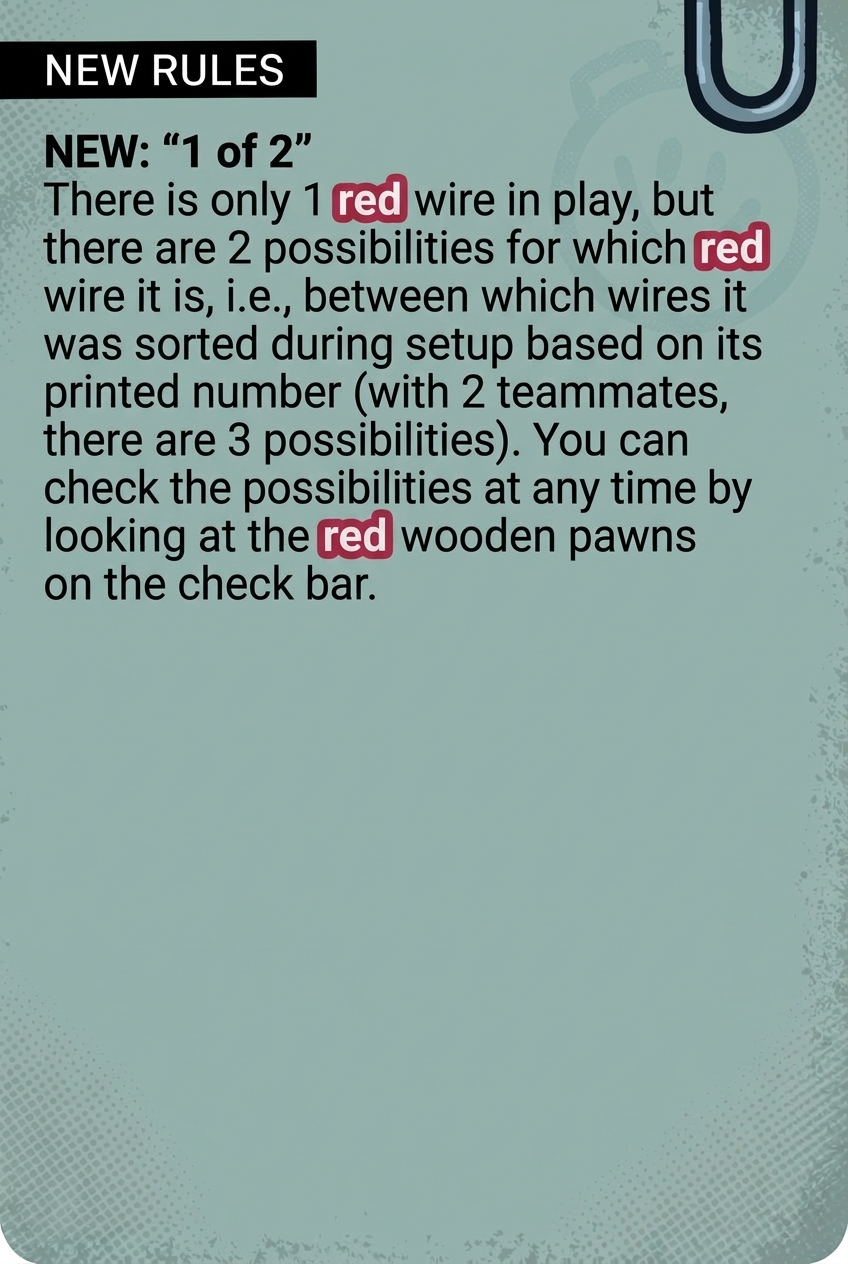 NEW RULES
NEW: “1 of 2”
There is only 1 red wire in play, but
there are 2 possibilities for which red
wire it is, i.e., between which wires it
was sorted during setup based on its
printed number (with 2 teammates,
there are 3 possibilities). You can
check the possibilities at any time by
looking at the red wooden pawns
on the check bar.